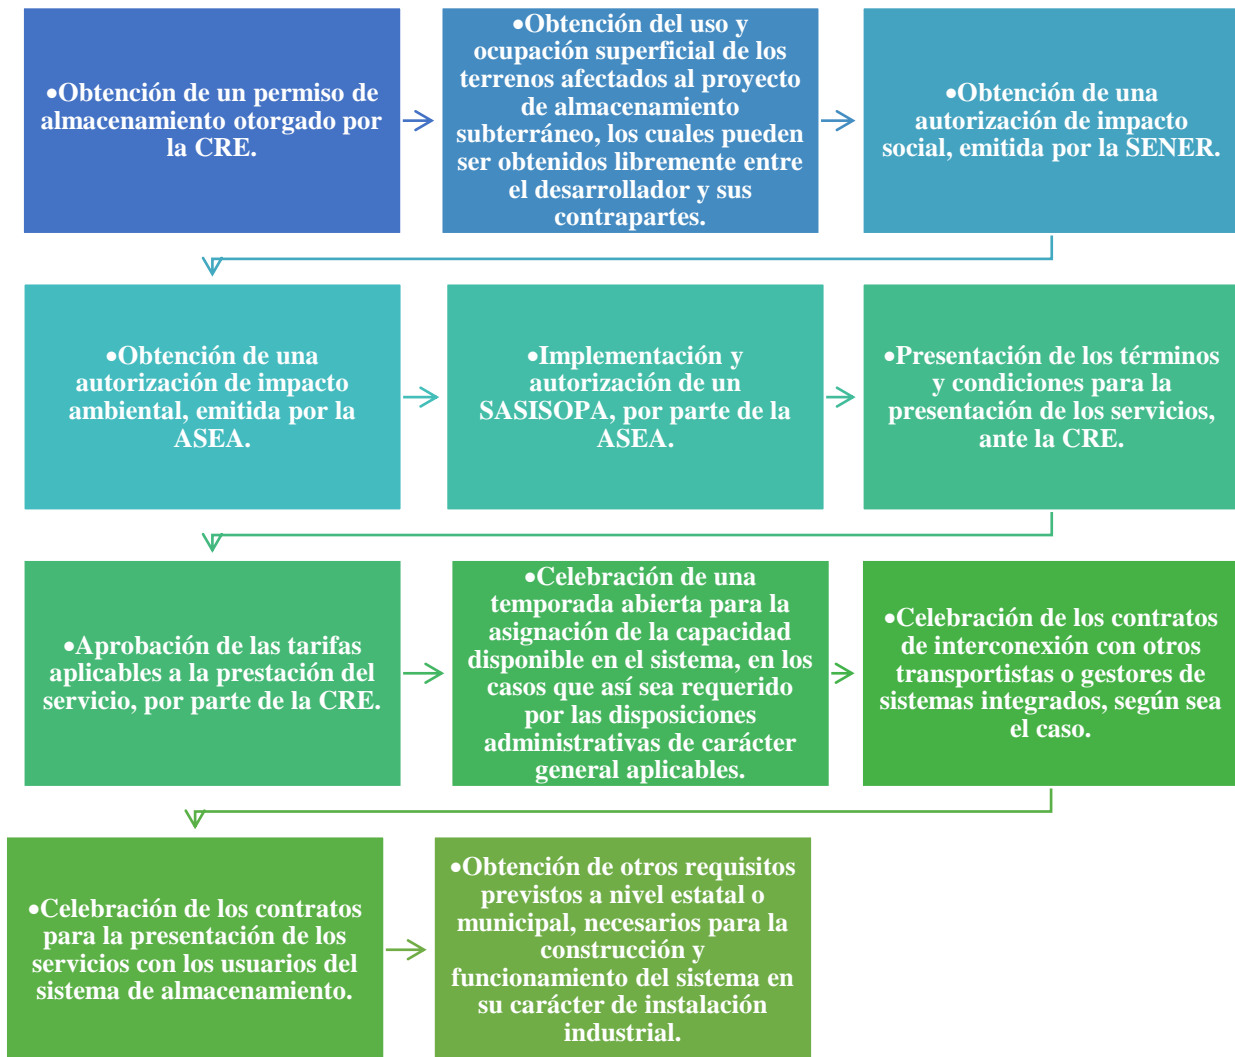 •Obtención de un permiso de
almacenamiento otorgado por
la CRE.
•Obtención del uso y
ocupación superficial de los
terrenos afectados al proyecto
de almacenamiento
subterráneo, los cuales pueden
ser obtenidos libremente entre
el desarrollador y sus
contrapartes.
•Obtención de una
autorización de impacto
social, emitida por la SENER.
•Obtención de una
autorización de impacto
ambiental, emitida por la
ASEA.
•Implementación y
autorización de un
SASISOPA, por parte de la
ASEA.
•Presentación de los términos
y condiciones para la
presentación de los servicios,
ante la CRE.
•Aprobación de las tarifas
aplicables a la prestación del
servicio, por parte de la CRE.
•Celebración de una
temporada abierta para la
asignación de la capacidad
disponible en el sistema, en los
casos que así sea requerido
por las disposiciones
administrativas de carácter
general aplicables.
•Celebración de los contratos
de interconexión con otros
transportistas o gestores de
sistemas integrados, según sea
el caso.
•Celebración de los contratos
para la presentación de los
servicios con los usuarios del
sistema de almacenamiento.
•Obtención de otros requisitos
previstos a nivel estatal o
municipal, necesarios para la
construcción y
funcionamiento del sistema en
su carácter de instalación
industrial.